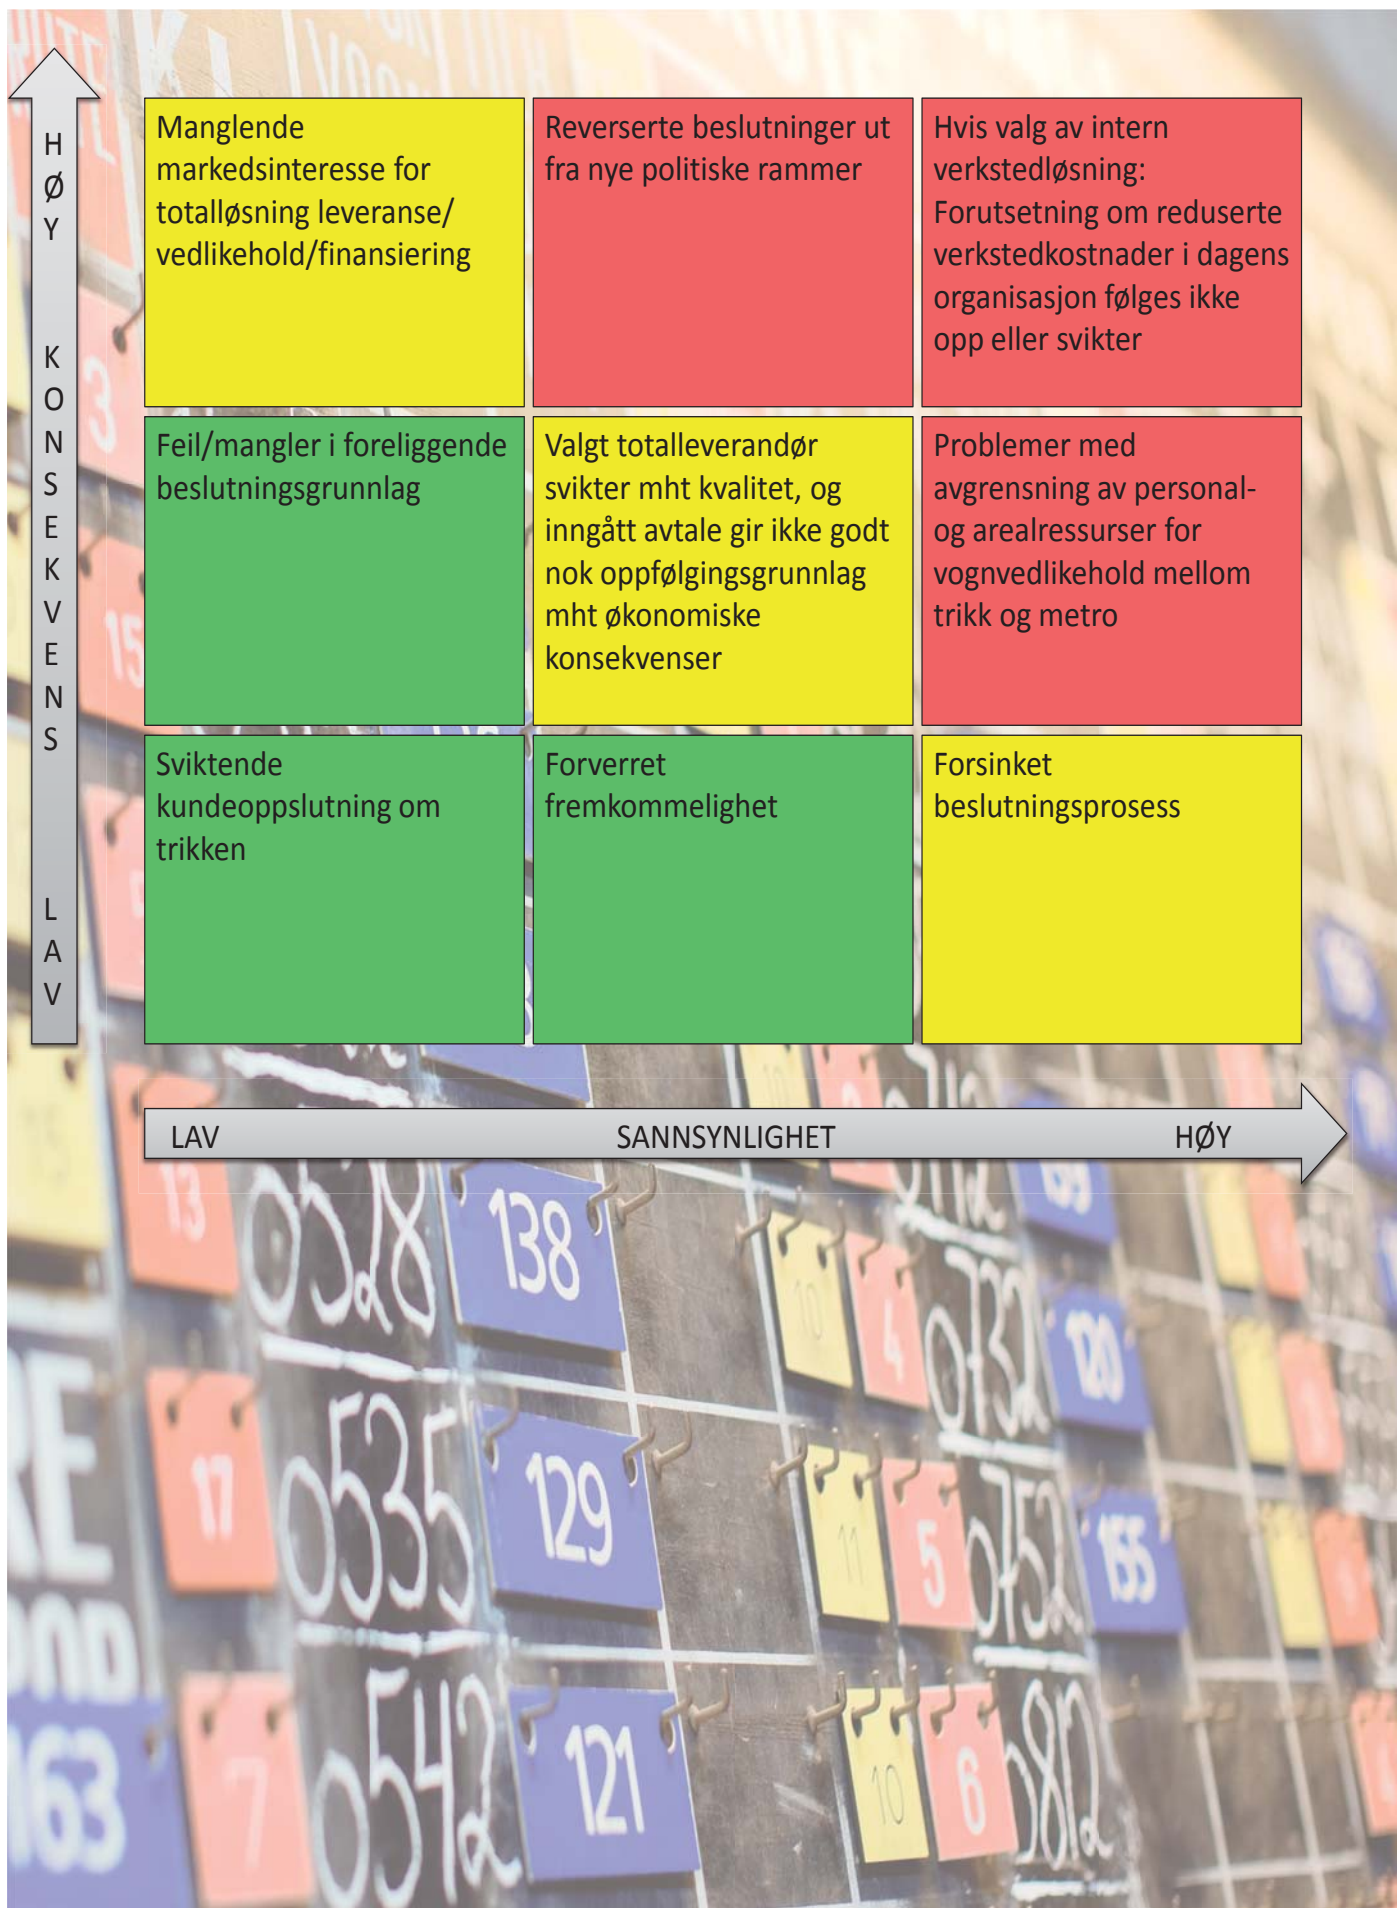 HØY KONSEKVENS LAV
Manglende
markedsinteresse for
totalløsning leveranse/
vedlikehold/finansiering
Reverserte beslutninger ut
fra nye politiske rammer
Hvis valg av intern
verkstedløsning:
Forutsetning om reduserte
verkstedkostnader i dagens
organisasjon følges ikke
opp eller svikter
Feil/mangler i foreliggende
beslutningsgrunnlag
Valgt totalleverandør
svikter mht kvalitet, og
inngått avtale gir ikke godt
nok oppfølgingsgrunnlag
mht økonomiske
konsekvenser
Problemer med
avgrensning av personal-
og arealressurser for
vognvedlikehold mellom
trikk og metro
Sviktende
kundeoppslutning om
trikken
Forverret
fremkommelighet
Forsinket
beslutningsprosess
LAV SANNSYNLIGHET HØY
3
15
13 0528 138 10 4 0732 120
17 0535 129 11 5 0752 155
163 7 0542 121 10 6 0812